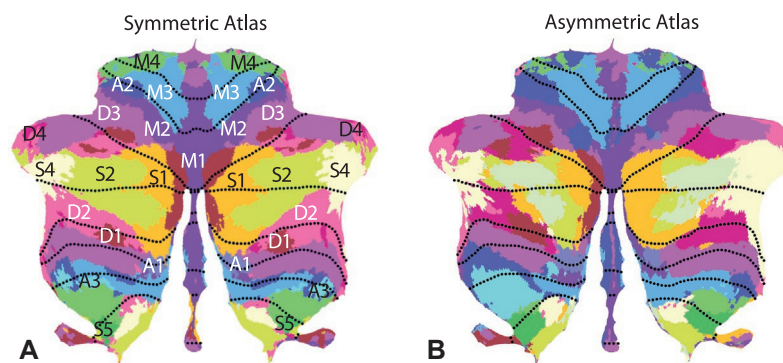 Symmetric Atlas
Asymmetric Atlas
M4 M4
A2 M3 M3 A2
D3 D3
D4 M2 M2 D4
M1
S4 S2 S1 S1 S2 S4
D2 D2
D1 D1
A1 A1
A3 A3
S5 S5
A B